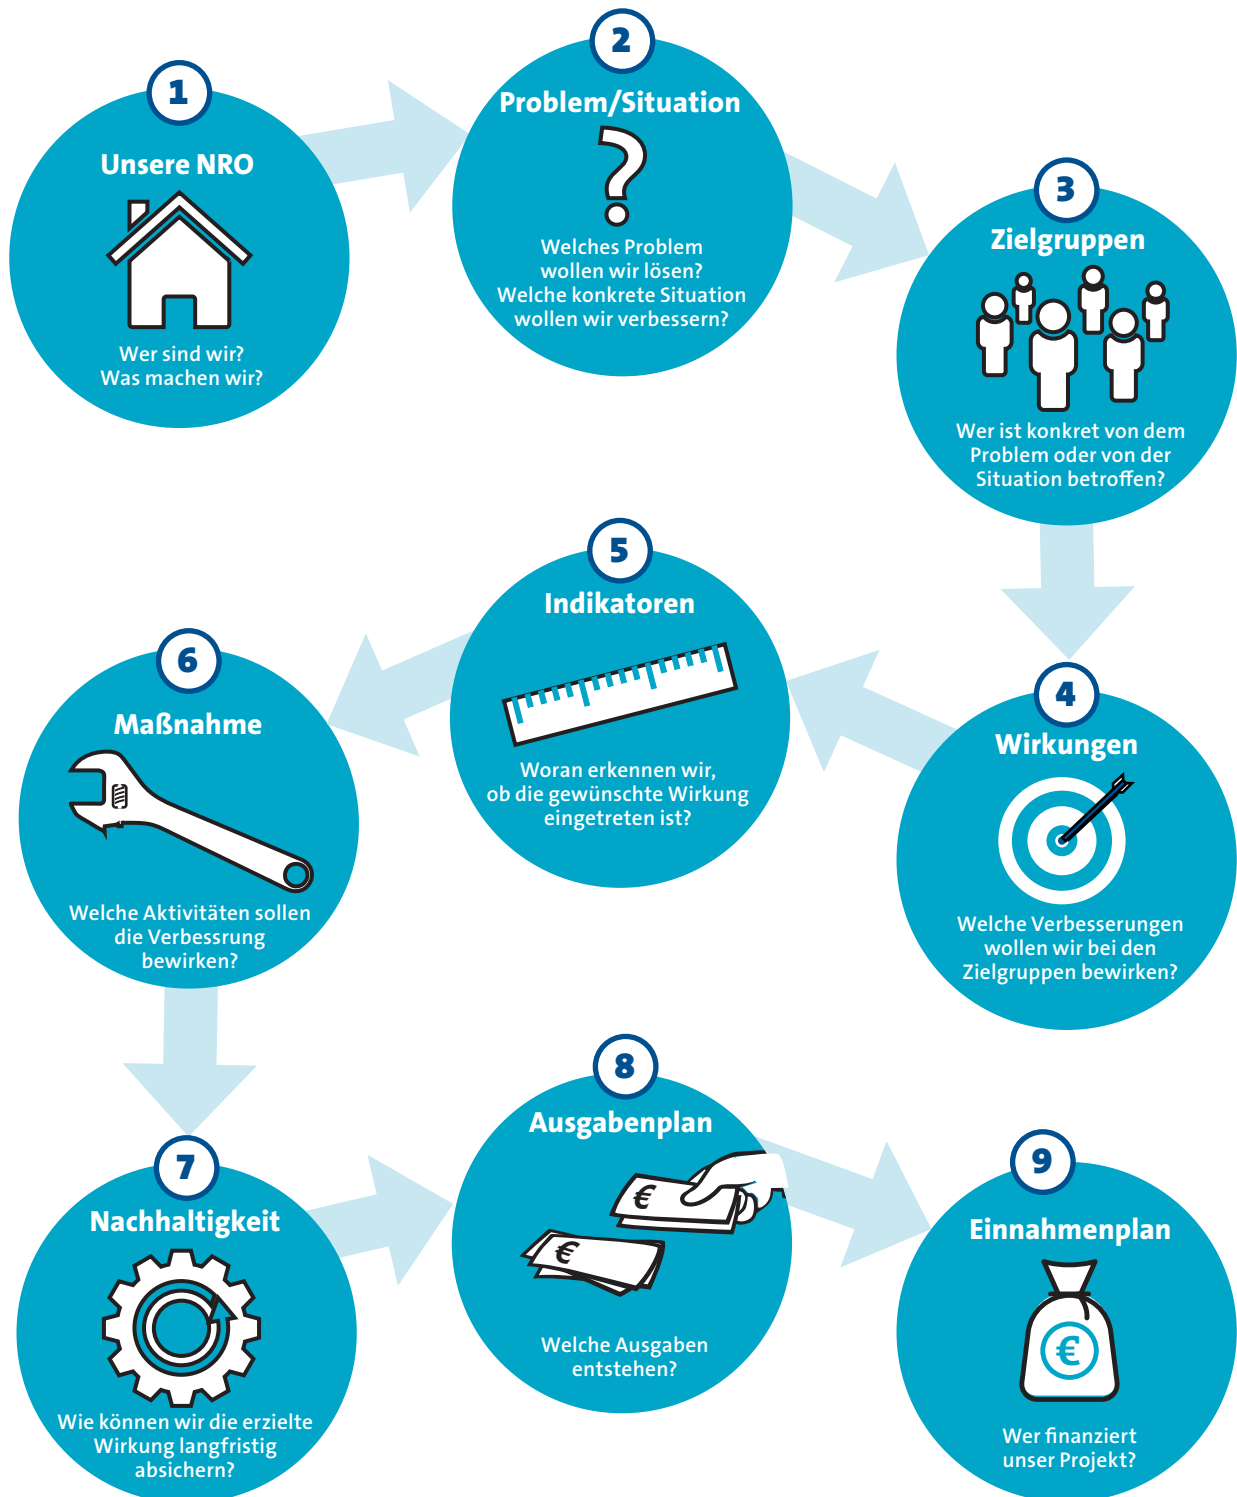 1
Unsere NRO
Wer sind wir?
Was machen wir?
2
Problem/Situation
Welches Problem
wollen wir lösen?
Welche konkrete Situation
wollen wir verbessern?
3
Zielgruppen
Wer ist konkret von dem
Problem oder von der
Situation betroffen?
4
Wirkungen
Welche Verbesserungen
wollen wir bei den
Zielgruppen bewirken?
5
Indikatoren
Woran erkennen wir,
ob die gewünschte Wirkung
eingetreten ist?
6
Maßnahme
Welche Aktivitäten sollen
die Verbessrung
bewirken?
7
Nachhaltigkeit
Wie können wir die erzielte
Wirkung langfristig
absichern?
8
Ausgabenplan
€
€
Welche Ausgaben
entstehen?
9
Einnahmenplan
€
Wer finanziert
unser Projekt?